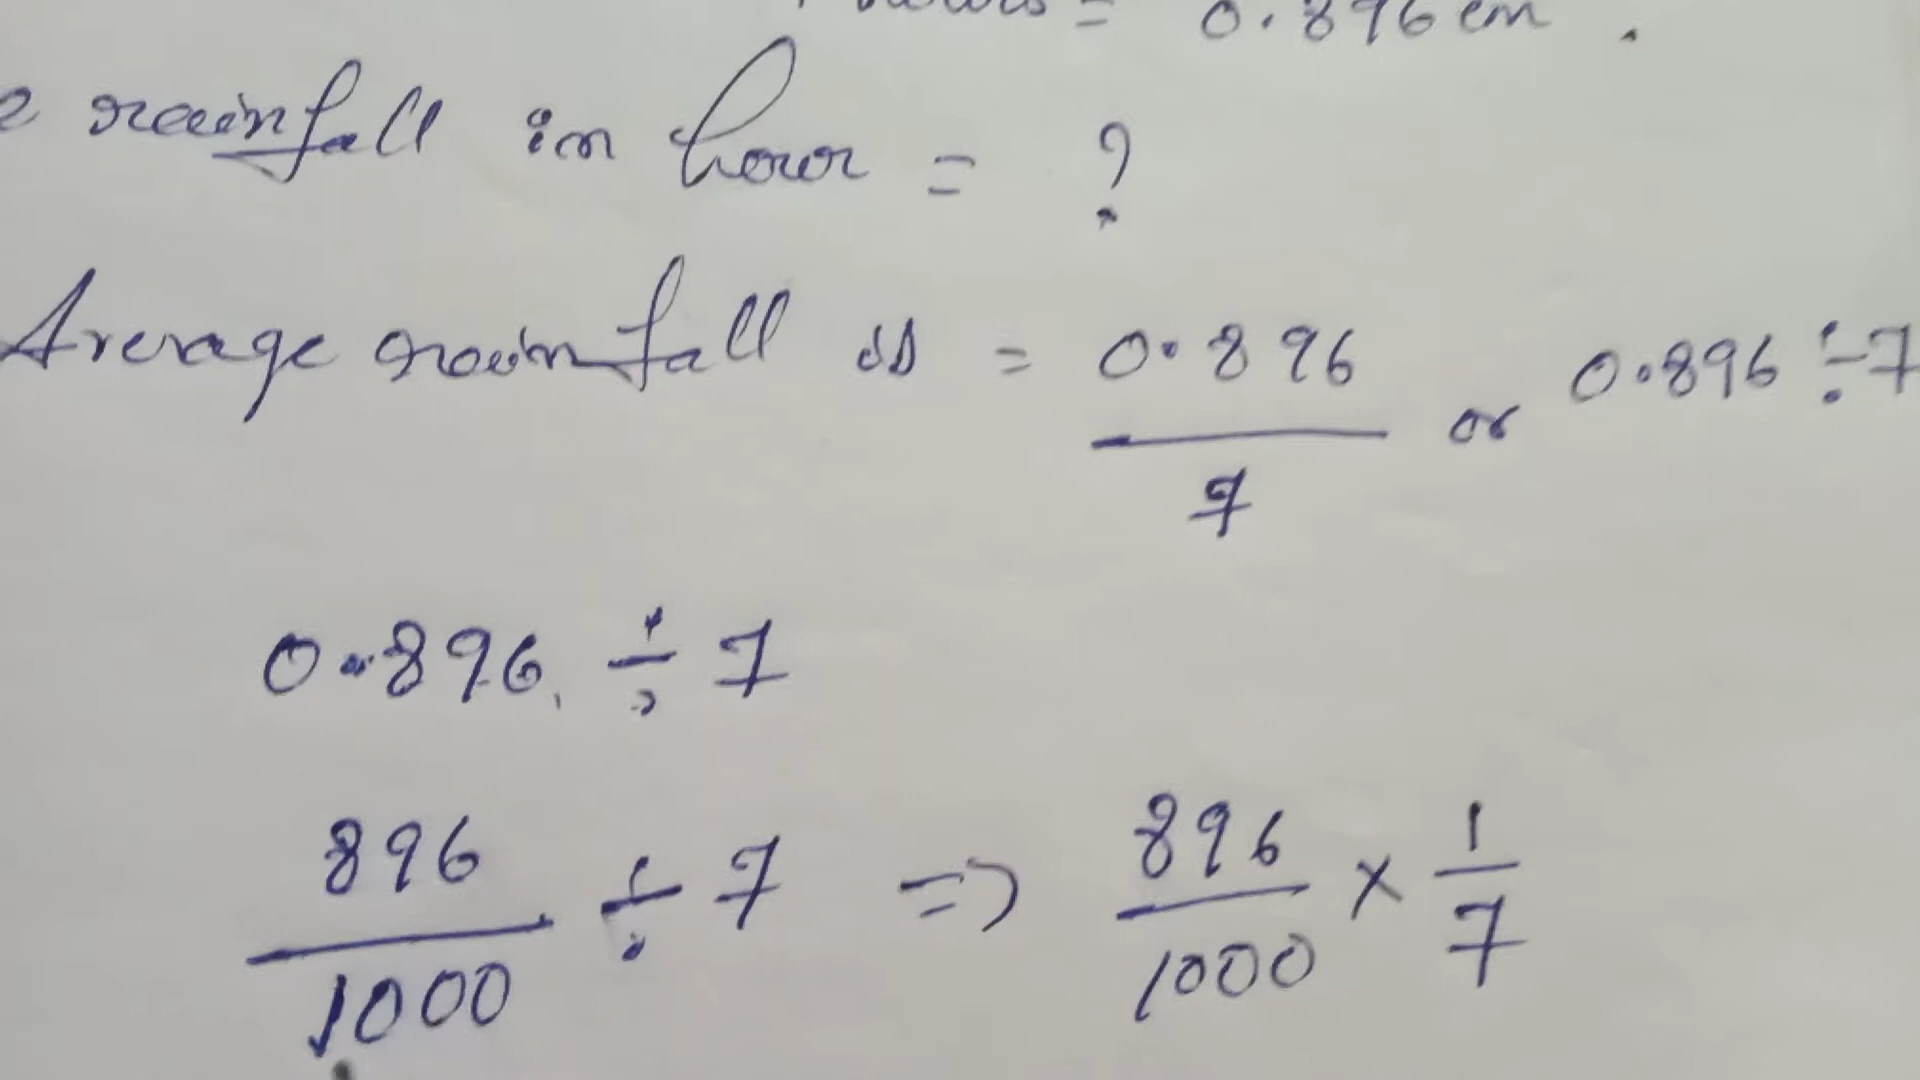 = 0.896 cm.
rainfall in hour = ?
Average rainfall is = 0.896 / 7 or 0.896 ÷ 7
0.896 ÷ 7
896 / 1000 ÷ 7 => 896 / 1000 × 1 / 7